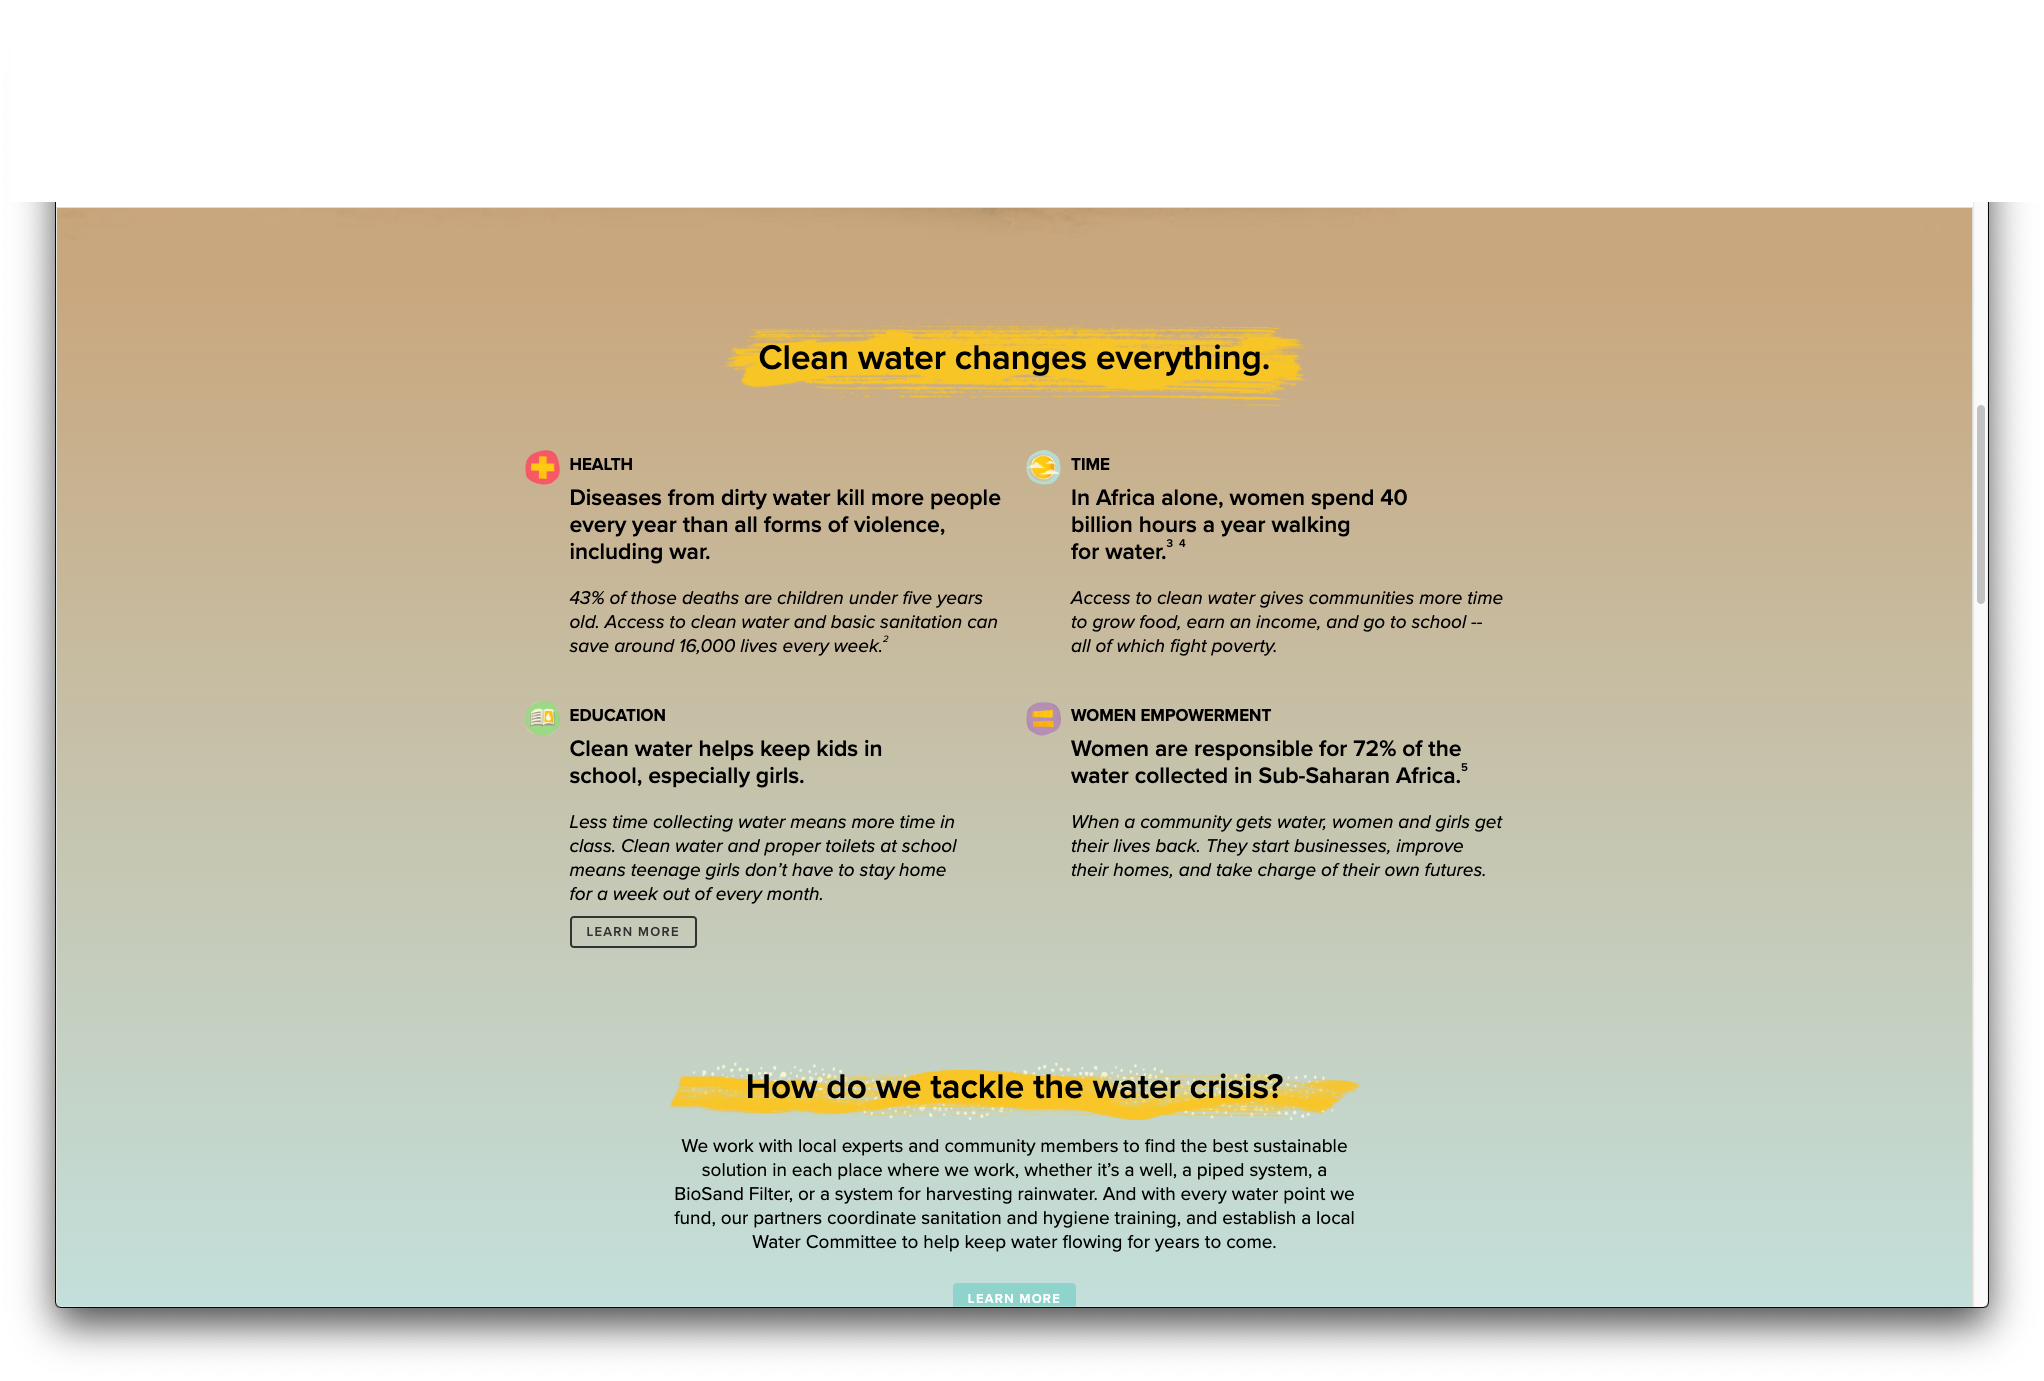 Clean water changes everything.
HEALTH
Diseases from dirty water kill more people
every year than all forms of violence,
including war.
43% of those deaths are children under five years
old. Access to clean water and basic sanitation can
save around 16,000 lives every week.2
TIME
In Africa alone, women spend 40
billion hours a year walking
for water.3 4
Access to clean water gives communities more time
to grow food, earn an income, and go to school --
all of which fight poverty.
EDUCATION
Clean water helps keep kids in
school, especially girls.
Less time collecting water means more time in
class. Clean water and proper toilets at school
means teenage girls don't have to stay home
for a week out of every month.
LEARN MORE
WOMEN EMPOWERMENT
Women are responsible for 72% of the
water collected in Sub-Saharan Africa.5
When a community gets water, women and girls get
their lives back. They start businesses, improve
their homes, and take charge of their own futures.
How do we tackle the water crisis?
We work with local experts and community members to find the best sustainable
solution in each place where we work, whether it's a well, a piped system, a
BioSand Filter, or a system for harvesting rainwater. And with every water point we
fund, our partners coordinate sanitation and hygiene training, and establish a local
Water Committee to help keep water flowing for years to come.
LEARN MORE